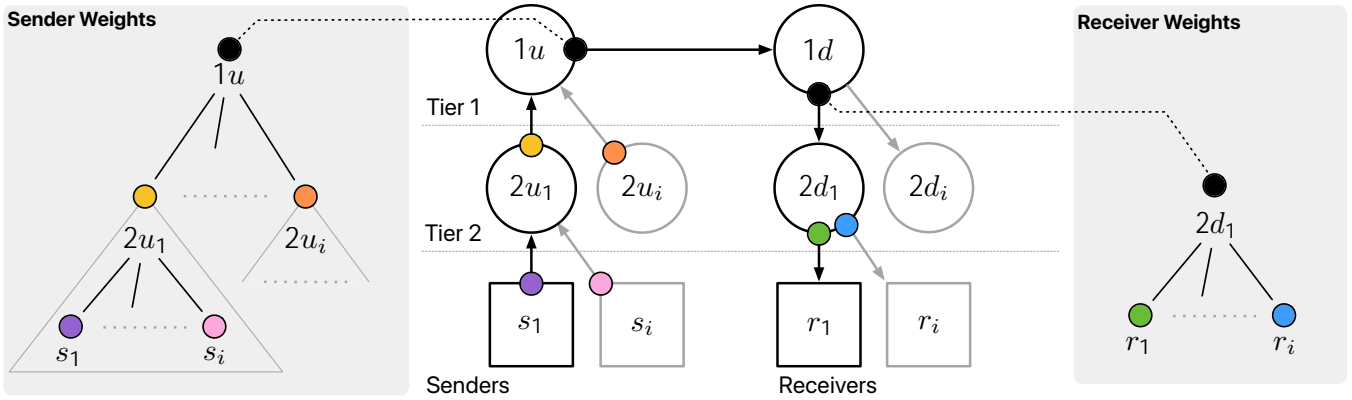 Sender Weights
1u
2u₁
2uᵢ
s₁
sᵢ
1u
1d
Tier 1
2u₁
2uᵢ
2d₁
2dᵢ
Tier 2
s₁
sᵢ
r₁
rᵢ
Senders
Receivers
Receiver Weights
2d₁
r₁
rᵢ